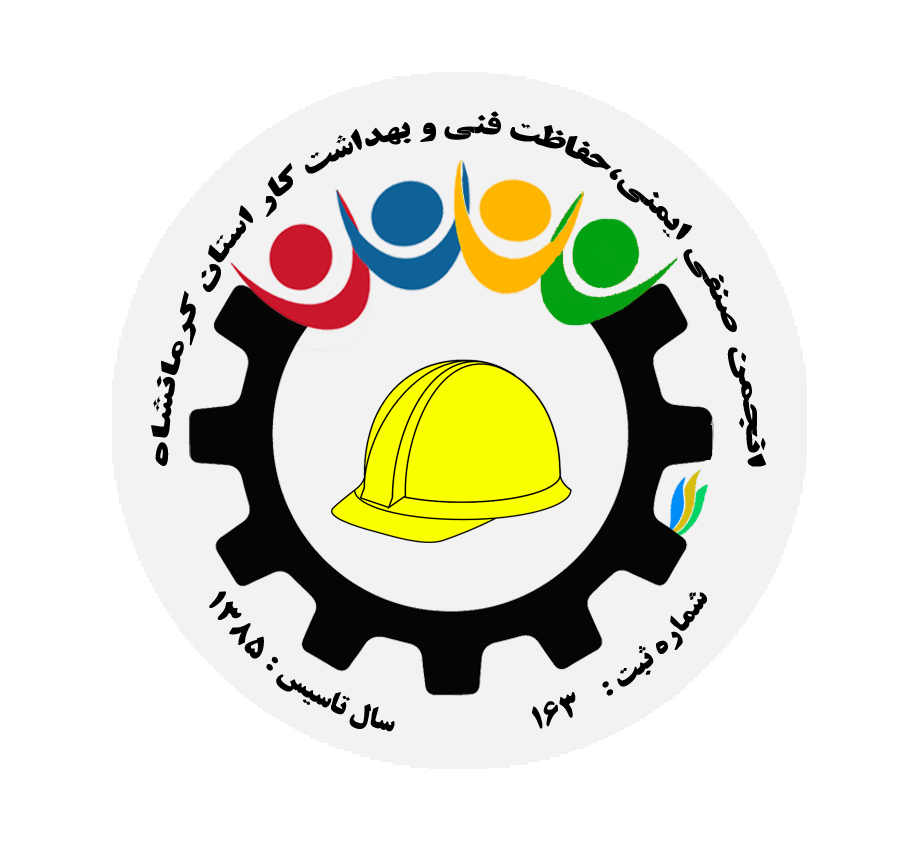 انجمن صنفی ایمنی،حفاظت فنی و بهداشت کار استان کرمانشاه
شماره ثبت : ۱۶۳
سال تاسیس : ۱۳۸۵